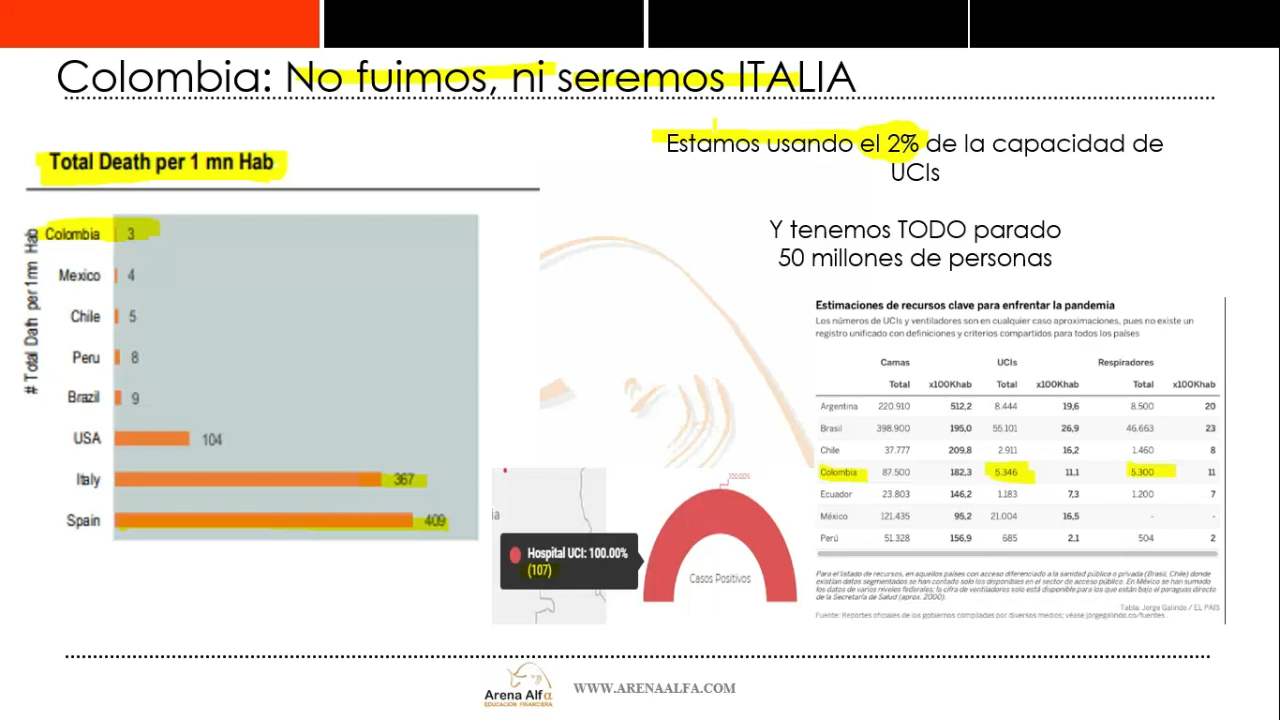 Colombia: No fuimos, ni seremos ITALIA
Total Death per 1 mn Hab
# Total Dath per 1mn Hab
Colombia 3
Mexico 4
Chile 5
Peru 8
Brazil 9
USA 104
Italy 367
Spain 409
Estamos usando el 2% de la capacidad de
UCIs
Y tenemos TODO parado
50 millones de personas
Estimaciones de recursos clave para enfrentar la pandemia
Los números de UCIs y ventiladores son en cualquier caso aproximaciones, pues no existe un
registro unificado con definiciones y criterios compartidos para todos los países
Camas UCIs Respiradores
Total x100Khab Total x100Khab Total x100Khab
Argentina 220.910 512,2 8.444 19,6 8.500 20
Brasil 398.900 195,0 55.101 26,9 46.663 23
Chile 37.777 209,8 2.911 16,2 1.460 8
Colombia 87.500 182,3 5.346 11,1 5.300 11
Ecuador 23.803 146,2 1.183 7,3 1.200 7
México 121.435 95,2 21.004 16,5 - -
Perú 51.328 156,9 685 2,1 504 2
Para el listado de recursos, en aquellos países con acceso diferenciado a la sanidad pública o privada (Brasil, Chile) donde
existían datos segmentados se han contado solo los disponibles en el sector de acceso público. En México se han sumado
los datos de varios niveles federales; la cifra de ventiladores solo está disponible para los que están bajo el paraguas directo
de la Secretaría de Salud (aprox. 2000).
Tabla: Jorge Galindo / EL PAÍS
Fuente: Reportes oficiales de los gobiernos compiladas por diversos medios; véase jorgegalindo.co/fuentes
ia
100.00%
Hospital UCI: 100.00%
(107)
Casos Positivos
Arena Alfα
EDUCACIÓN FINANCIERA
WWW.ARENAALFA.COM